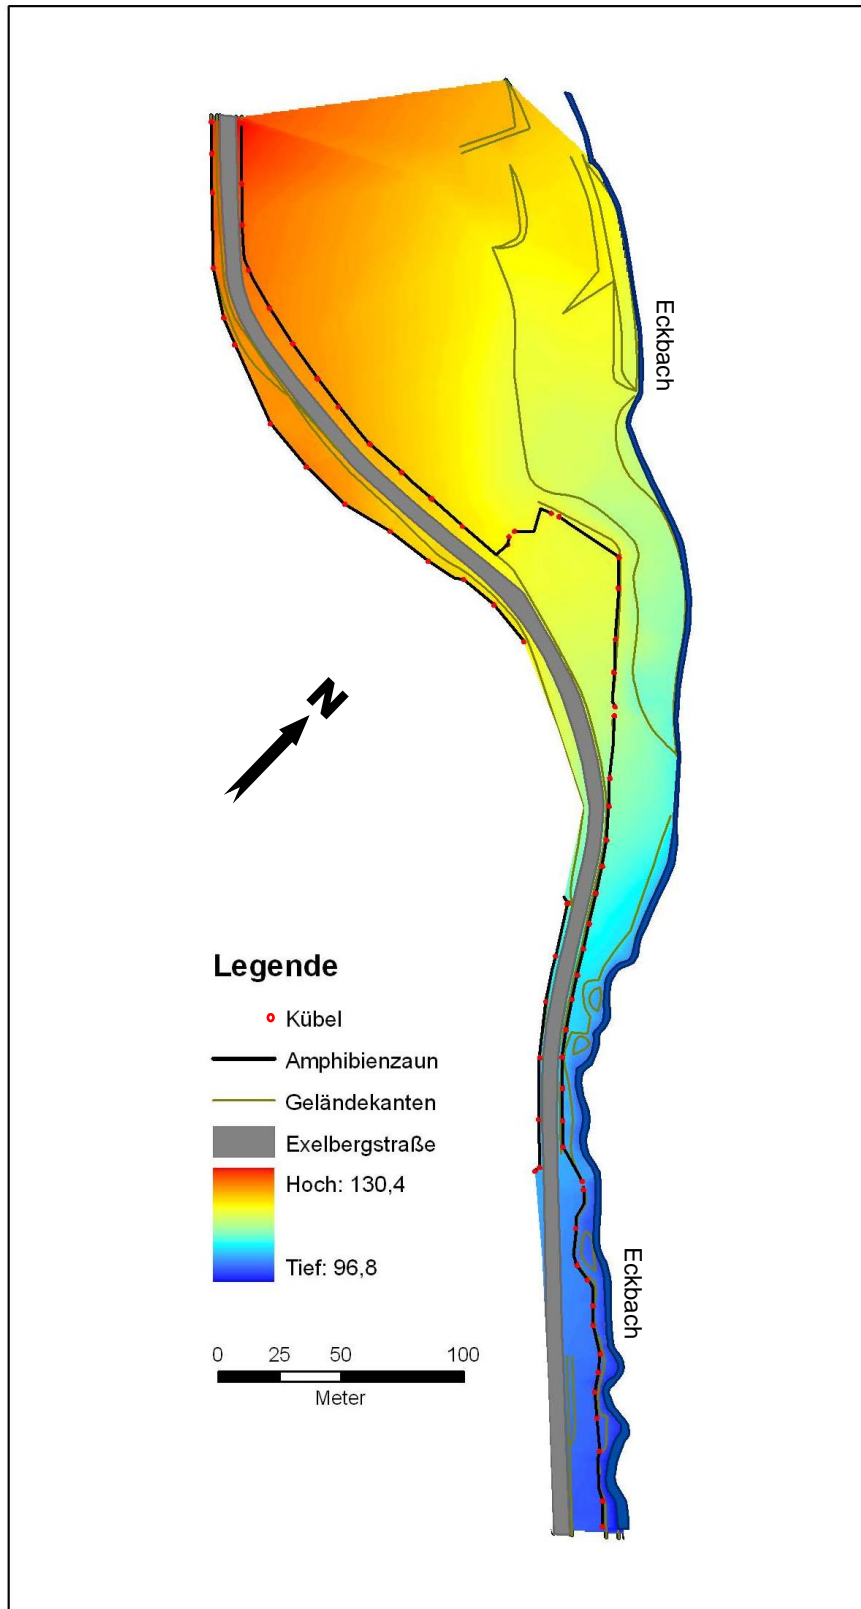 Eckbach
N
Legende
Kübel
Amphibienzaun
Geländekanten
Exelbergstraße
Hoch: 130,4
Tief: 96,8
Eckbach
0 25 50 100
Meter